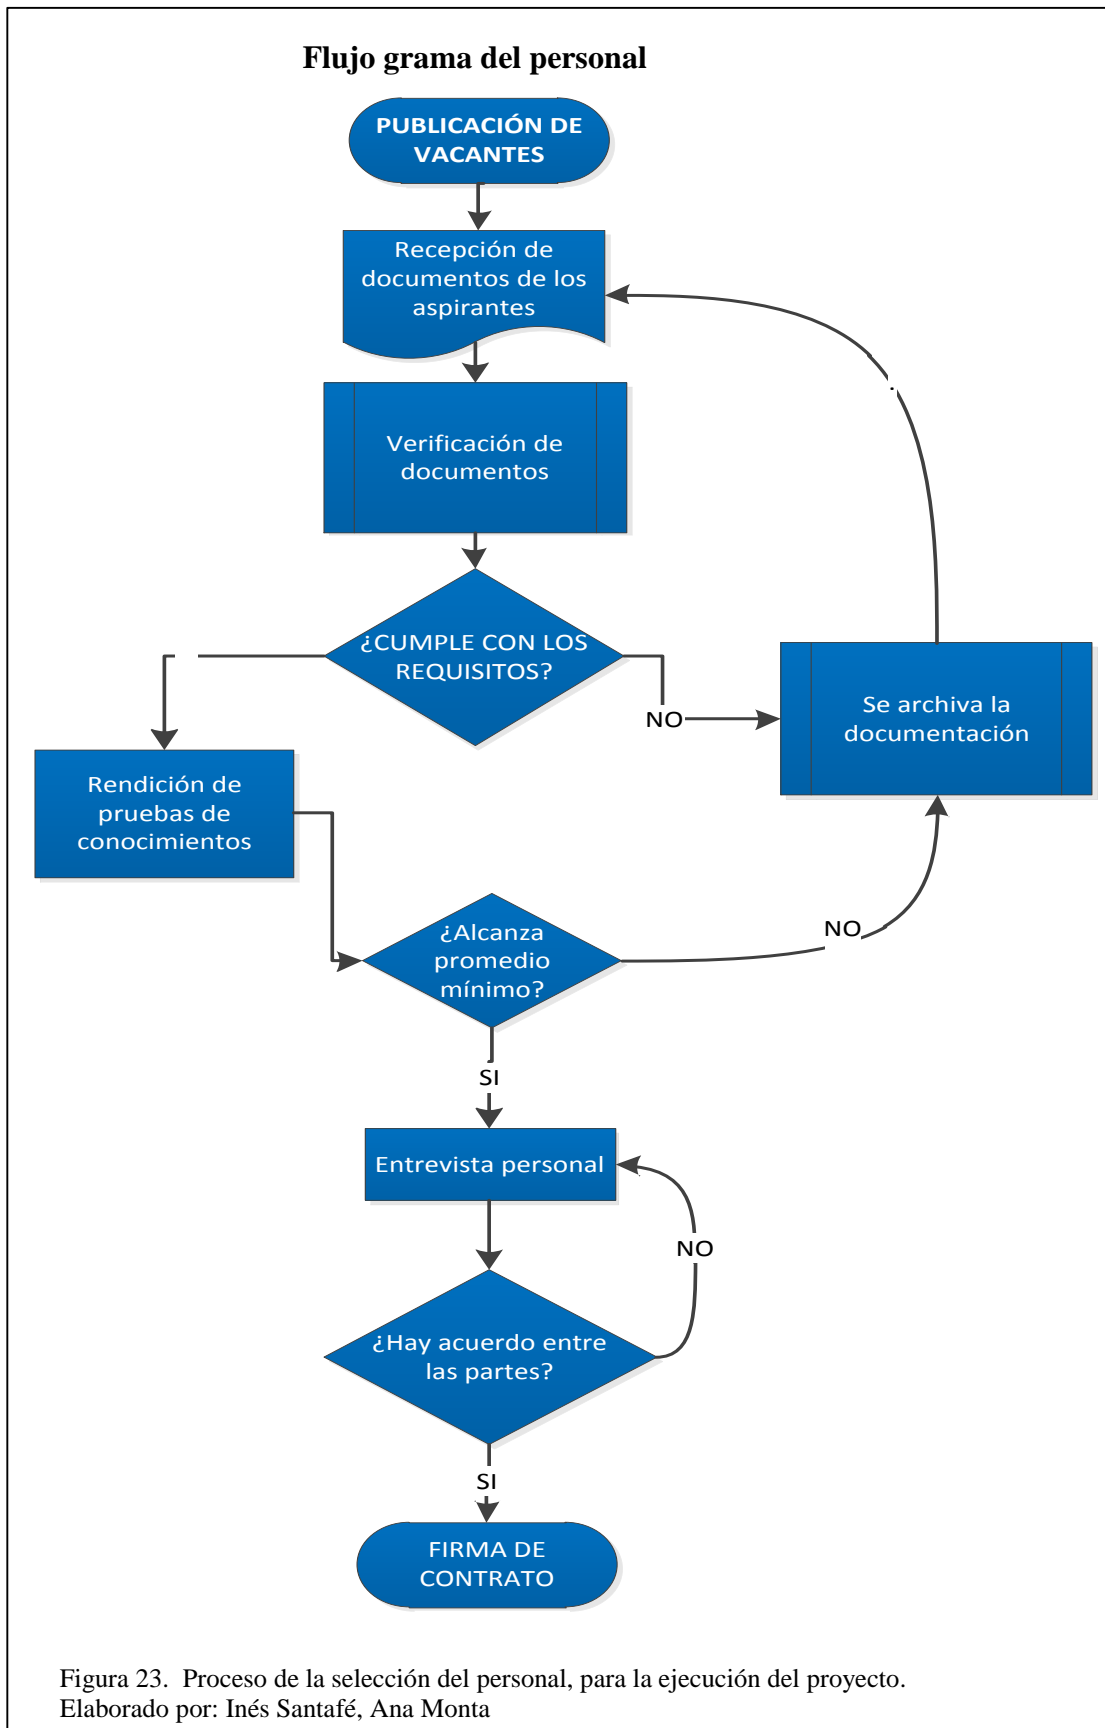 Flujo grama del personal
PUBLICACIÓN DE
VACANTES
Recepción de
documentos de los
aspirantes
Verificación de
documentos
¿CUMPLE CON LOS
REQUISITOS?
NO
Se archiva la
documentación
Rendición de
pruebas de
conocimientos
¿Alcanza
promedio
mínimo?
NO
SI
Entrevista personal
NO
¿Hay acuerdo entre
las partes?
SI
FIRMA DE
CONTRATO
Figura 23.  Proceso de la selección del personal, para la ejecución del proyecto.
Elaborado por: Inés Santafé, Ana Monta